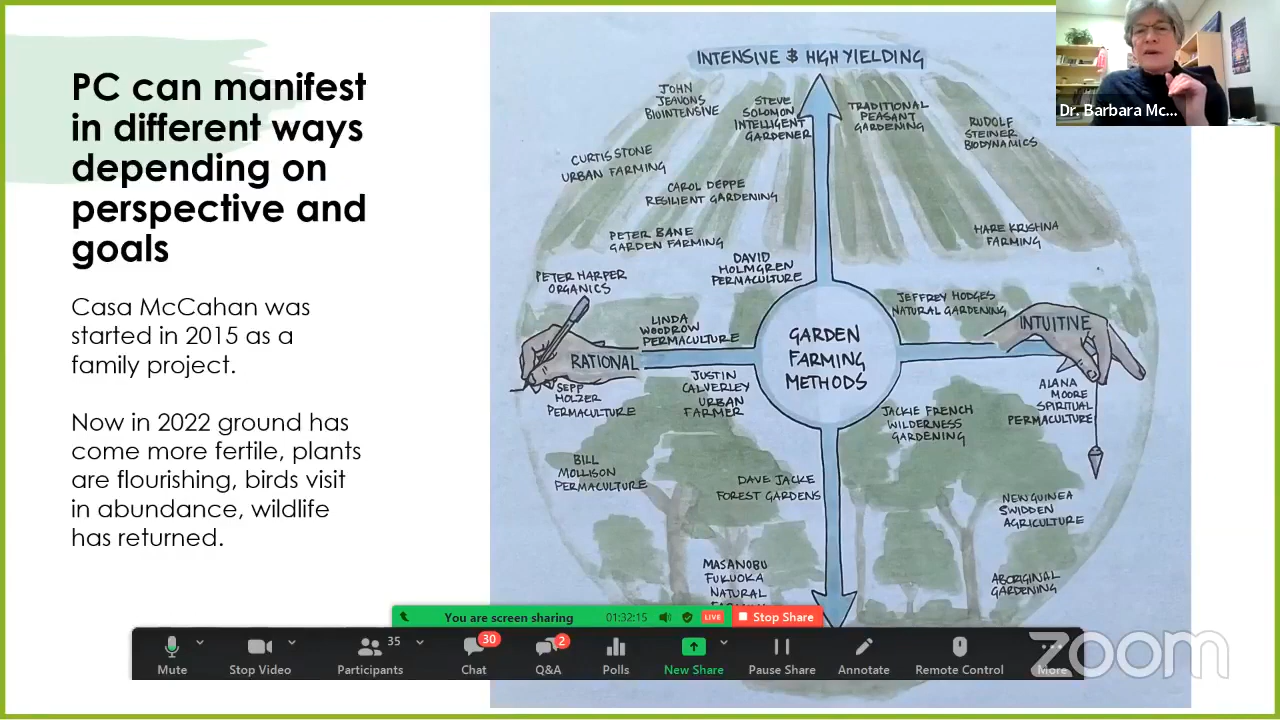 PC can manifest
in different ways
depending on
perspective and
goals
Casa McCahan was
started in 2015 as a
family project.
Now in 2022 ground has
come more fertile, plants
are flourishing, birds visit
in abundance, wildlife
has returned.
INTENSIVE & HIGH YIELDING
JOHN
JEAVONS
BIOINTENSIVE
STEVE
SOLOMON
INTELLIGENT
GARDENER
TRADITIONAL
PEASANT
GARDENING
RUDOLF
STEINER
BIODYNAMICS
CURTIS STONE
URBAN FARMING
CAROL DEPPE
RESILIENT GARDENING
PETER BANE
GARDEN FARMING
HARE KRISHNA
FARMING
DAVID
HOLMGREN
PERMACULTURE
PETER HARPER
ORGANICS
JEFFREY HODGES
NATURAL GARDENING
LINDA
WOODROW
PERMACULTURE
GARDEN
FARMING
METHODS
INTUITIVE
RATIONAL
SEPP
HOLZER
PERMACULTURE
JUSTIN
CALVERLEY
URBAN
FARMER
ALANA
MOORE
SPIRITUAL
PERMACULTURE
JACKIE FRENCH
WILDERNESS
GARDENING
BILL
MOLLISON
PERMACULTURE
DAVE JACKE
FOREST GARDENS
NEW GUINEA
SWIDDEN
AGRICULTURE
MASANOBU
FUKUOKA
NATURAL
ABORIGINAL
GARDENING
Dr. Barbara Mc...
You are screen sharing
01:32:15
LIVE
Stop Share
35
30
2
Mute
Stop Video
Participants
Chat
Q&A
Polls
New Share
Pause Share
Annotate
Remote Control
More
zoom